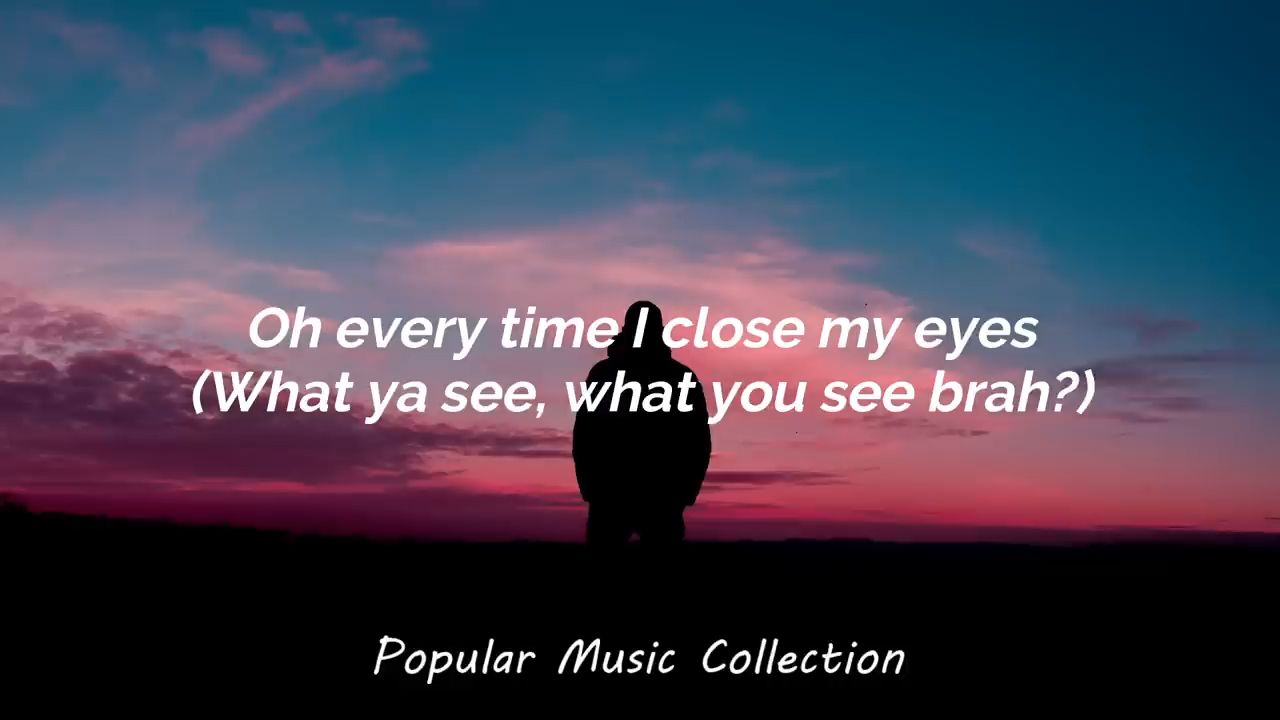 Oh every time I close my eyes
(What ya see, what you see brah?)
Popular Music Collection